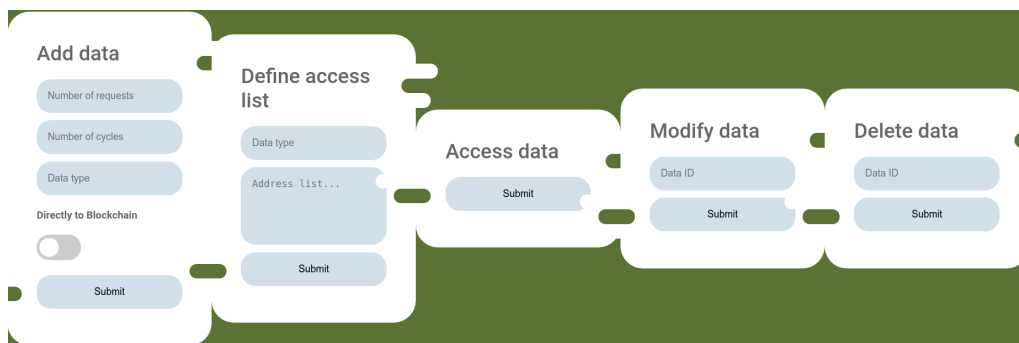 Add data
Number of requests
Number of cycles
Data type
Directly to Blockchain
Submit
Define access
list
Data type
Address list...
Submit
Access data
Submit
Modify data
Data ID
Submit
Delete data
Data ID
Submit